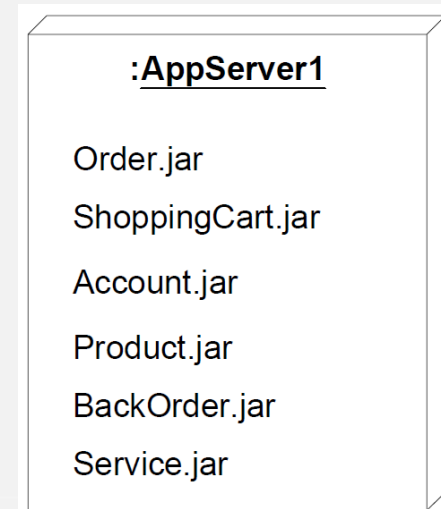 :AppServer1
Order.jar
ShoppingCart.jar
Account.jar
Product.jar
BackOrder.jar
Service.jar